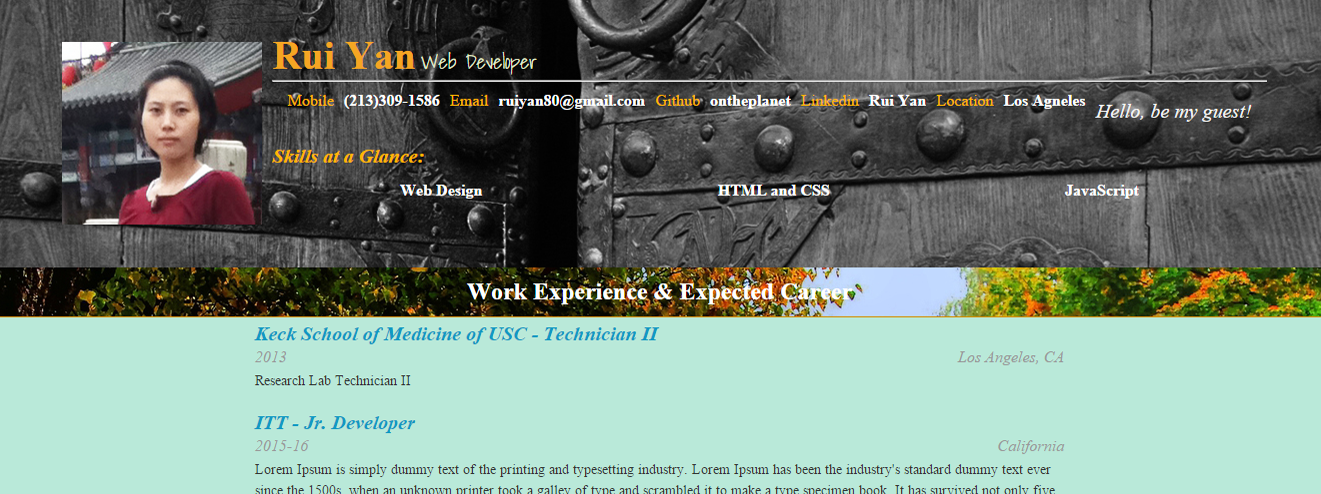 Rui Yan Web Developer
Mobile (213)309-1586 Email ruiyan80@gmail.com Github ontheplanet Linkedin Rui Yan Location Los Agneles
Hello, be my guest!
Skills at a Glance:
Web Design HTML and CSS JavaScript
Work Experience & Expected Career
Keck School of Medicine of USC - Technician II
2013 Los Angeles, CA
Research Lab Technician II
ITT - Jr. Developer
2015-16 California
Lorem Ipsum is simply dummy text of the printing and typesetting industry. Lorem Ipsum has been the industry's standard dummy text ever
since the 1500s, when an unknown printer took a galley of type and scrambled it to make a type specimen book. It has survived not only five